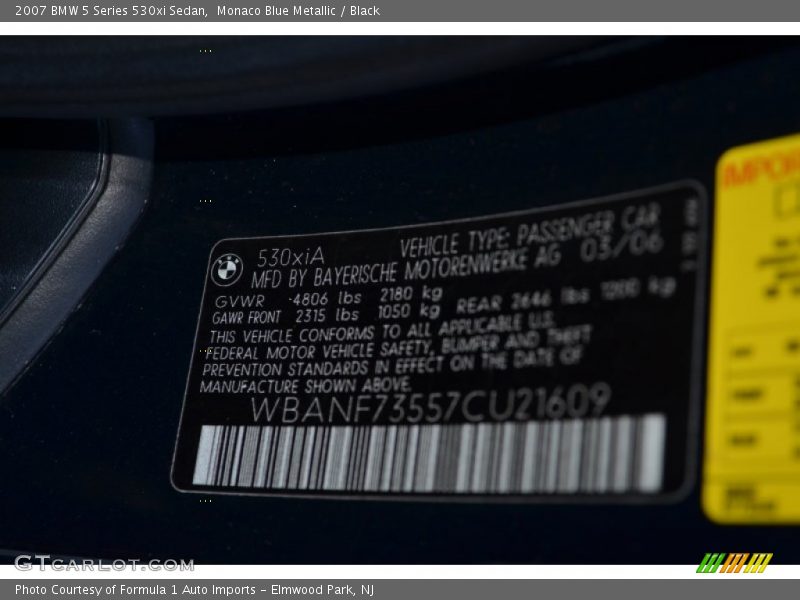 2007 BMW 5 Series 530xi Sedan,  Monaco Blue Metallic / Black
530xiA
VEHICLE TYPE: PASSENGER CAR
MFD BY BAYERISCHE MOTORENWERKE AG 03/06
GVWR 4806 lbs 2180 kg
GAWR FRONT 2315 lbs 1050 kg REAR 2646 lbs 1200 kg
THIS VEHICLE CONFORMS TO ALL APPLICABLE U.S.
FEDERAL MOTOR VEHICLE SAFETY, BUMPER AND THEFT
PREVENTION STANDARDS IN EFFECT ON THE DATE OF
MANUFACTURE SHOWN ABOVE.
WBANF73557CU21609
GTCARLOT.COM
Photo Courtesy of Formula 1 Auto Imports - Elmwood Park, NJ